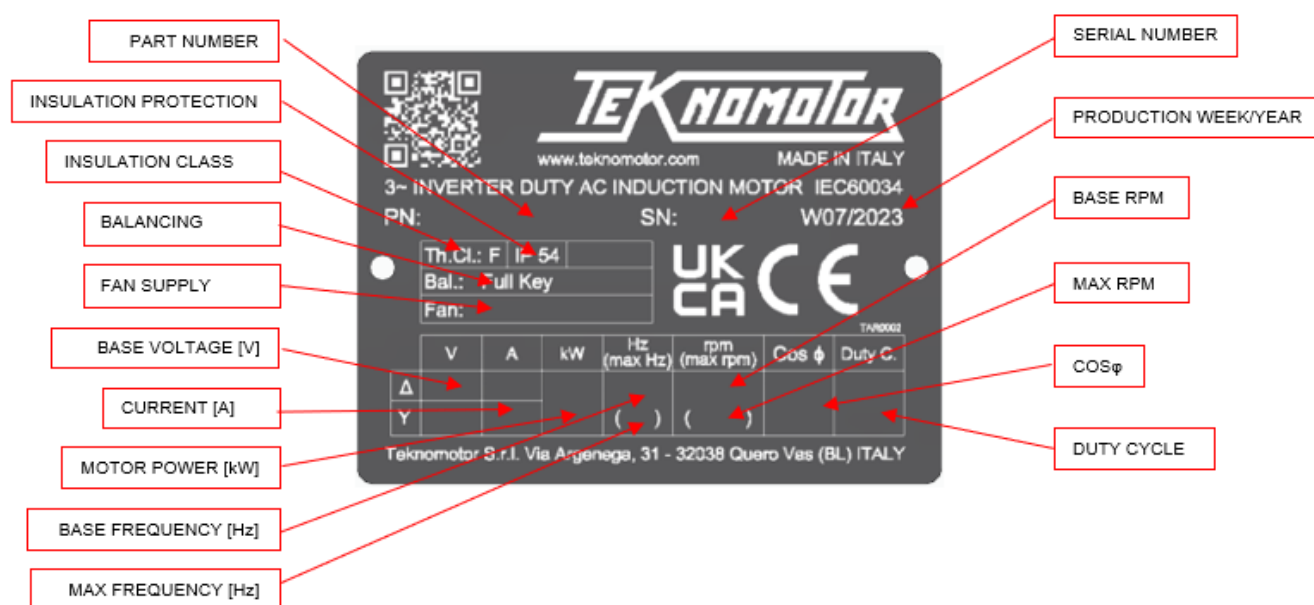 PART NUMBER
INSULATION PROTECTION
INSULATION CLASS
BALANCING
FAN SUPPLY
BASE VOLTAGE [V]
CURRENT [A]
MOTOR POWER [kW]
BASE FREQUENCY [Hz]
MAX FREQUENCY [Hz]
TEKNOMOTOR
www.teknomotor.com MADE IN ITALY
3~ INVERTER DUTY AC INDUCTION MOTOR IEC60034
PN: SN: W07/2023
Th.Cl.: F IP 54
Bal.: Full Key
Fan:
UK
CA
CE
TAR0002
V A kW Hz (max Hz) rpm (max rpm) Cos ϕ Duty C.
Δ
Y ( ) ( )
Teknomotor S.r.l. Via Argenega, 31 - 32038 Quero Vas (BL) ITALY
SERIAL NUMBER
PRODUCTION WEEK/YEAR
BASE RPM
MAX RPM
COSφ
DUTY CYCLE